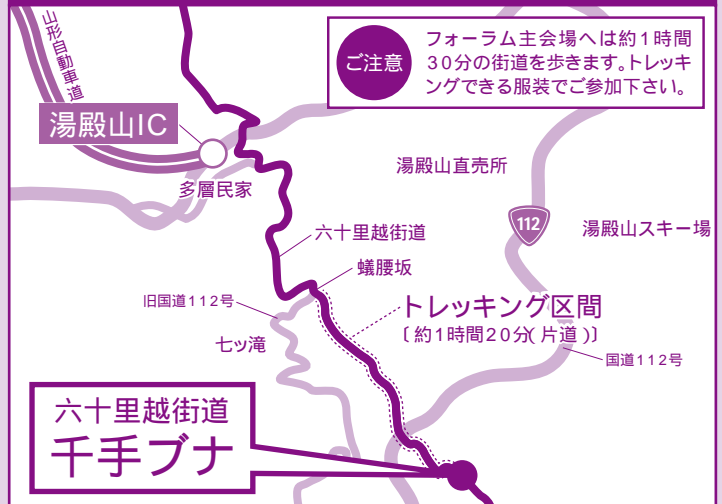 山形自動車道
ご注意
フォーラム主会場へは約1時間
30分の街道を歩きます。トレッキ
ングできる服装でご参加下さい。
湯殿山IC
多層民家
湯殿山直売所
112
湯殿山スキー場
六十里越街道
蟻腰坂
旧国道112号
七ツ滝
トレッキング区間
〔約1時間20分(片道)〕
国道112号
六十里越街道
千手ブナ